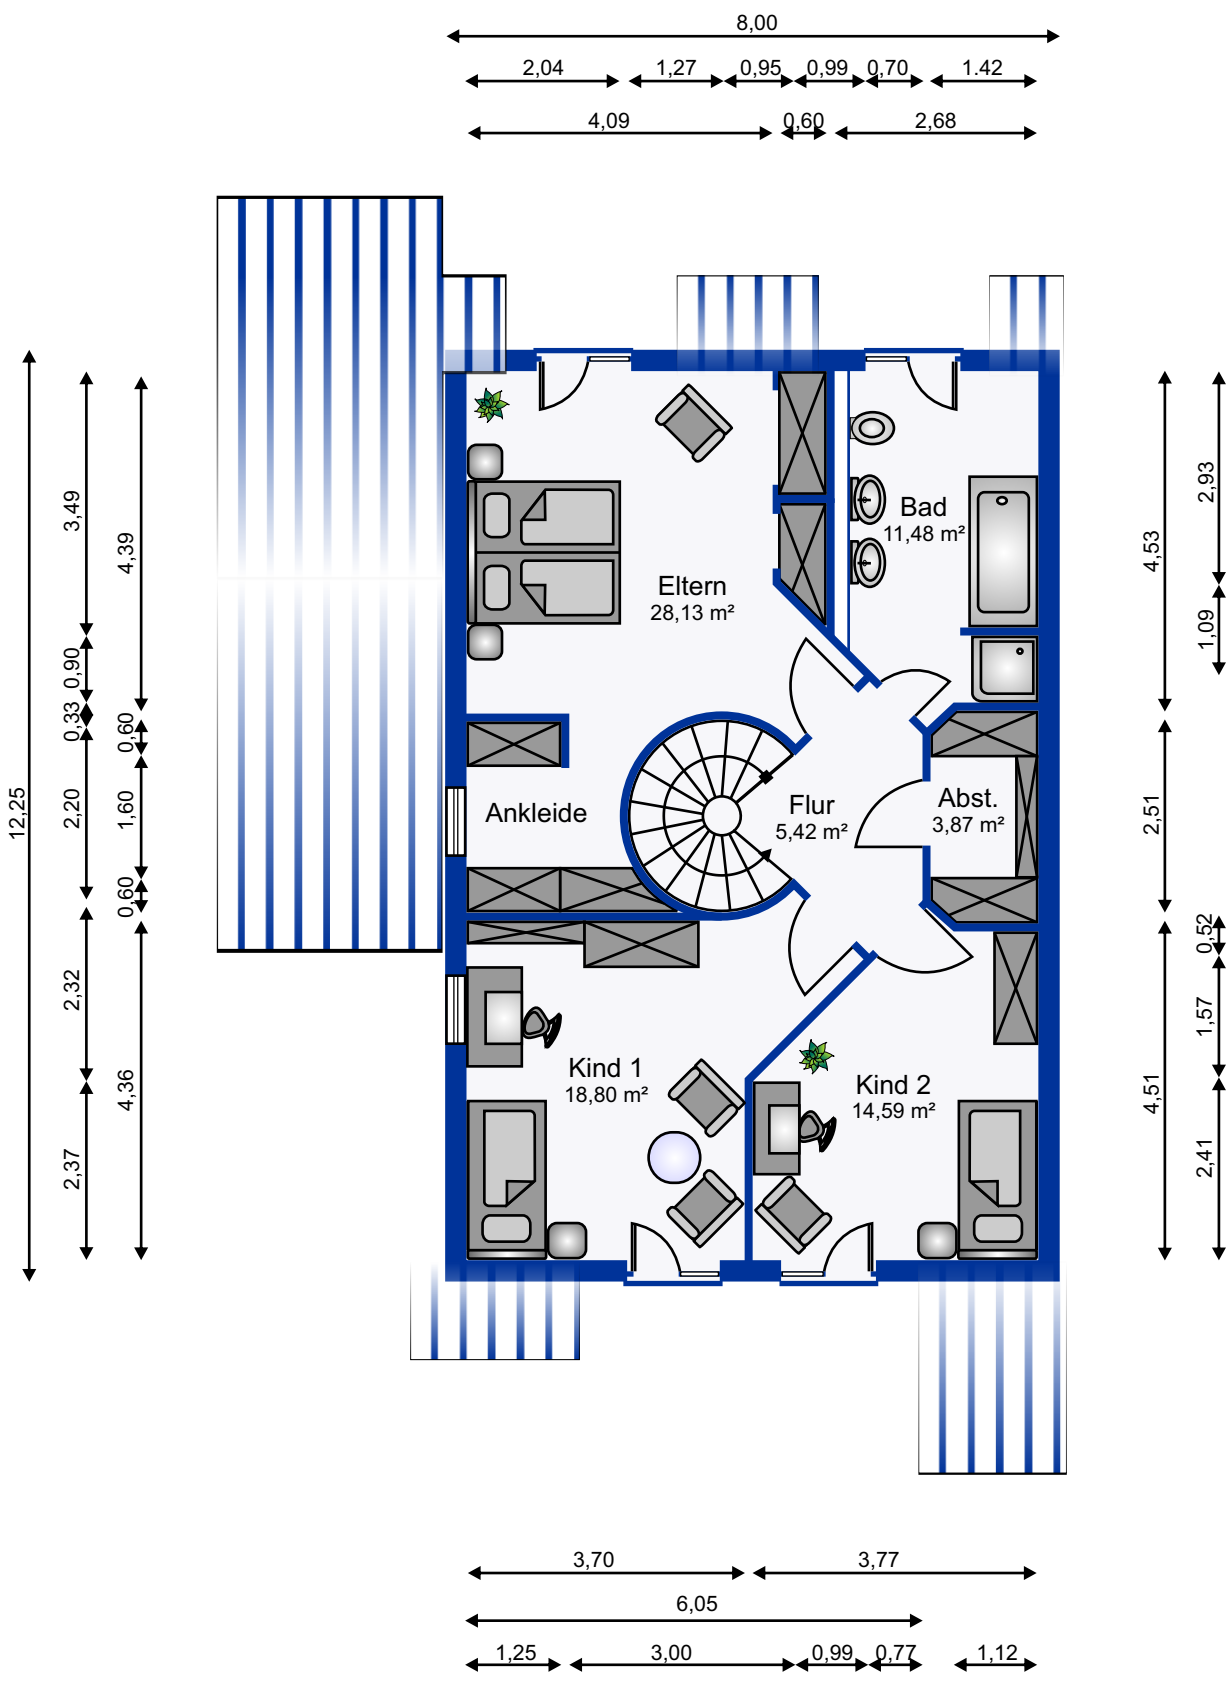 8,00
2,04 1,27 0,95 0,99 0,70 1.42
4,09 0,60 2,68
12,25
3,49
0,90
0,33
2,20
2,32
2,37
4,39
0,60
1,60
0,60
4,36
Eltern
28,13 m²
Bad
11,48 m²
Ankleide
Flur
5,42 m²
Abst.
3,87 m²
Kind 1
18,80 m²
Kind 2
14,59 m²
4,53
2,51
4,51
2,93
1,09
0,52
1,57
2,41
3,70 3,77
6,05
1,25 3,00 0,99 0,77 1,12